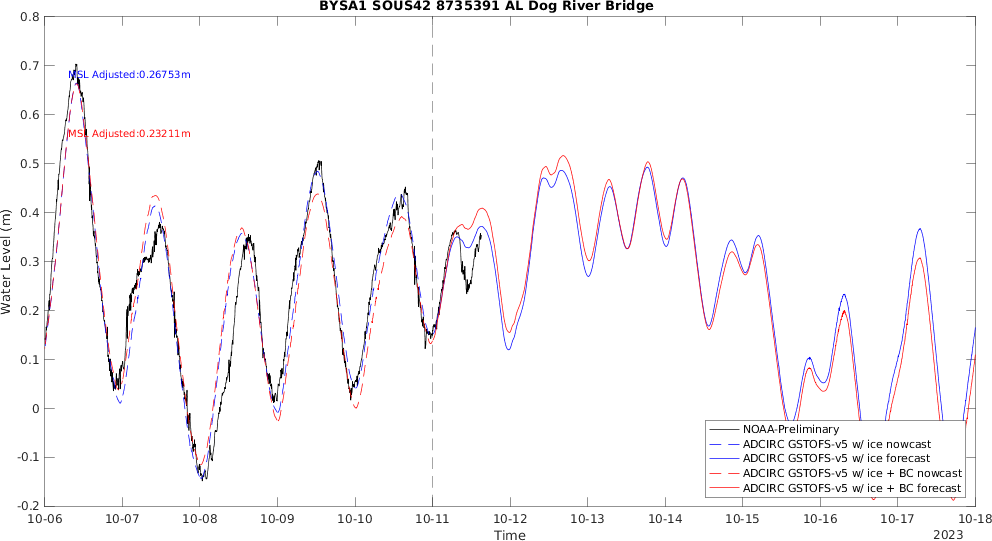 BYSA1 SOUS42 8735391 AL Dog River Bridge
0.8
0.7
0.6
0.5
0.4
0.3
0.2
0.1
0
-0.1
-0.2
Water Level (m)
MSL Adjusted:0.26753m
MSL Adjusted:0.23211m
NOAA-Preliminary
ADCIRC GSTOFS-v5 w/ ice nowcast
ADCIRC GSTOFS-v5 w/ ice forecast
ADCIRC GSTOFS-v5 w/ ice + BC nowcast
ADCIRC GSTOFS-v5 w/ ice + BC forecast
10-06 10-07 10-08 10-09 10-10 10-11 10-12 10-13 10-14 10-15 10-16 10-17 10-18
Time
2023